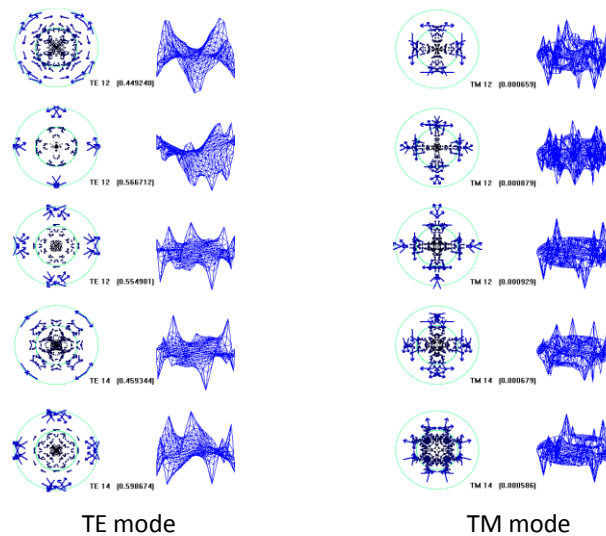 TE 12 (0.449240)
TM 12 (0.000659)
TE 12 (0.566712)
TM 12 (0.000879)
TE 12 (0.554901)
TM 12 (0.000929)
TE 14 (0.459344)
TM 14 (0.000679)
TE 14 (0.598674)
TM 14 (0.000586)
TE mode
TM mode